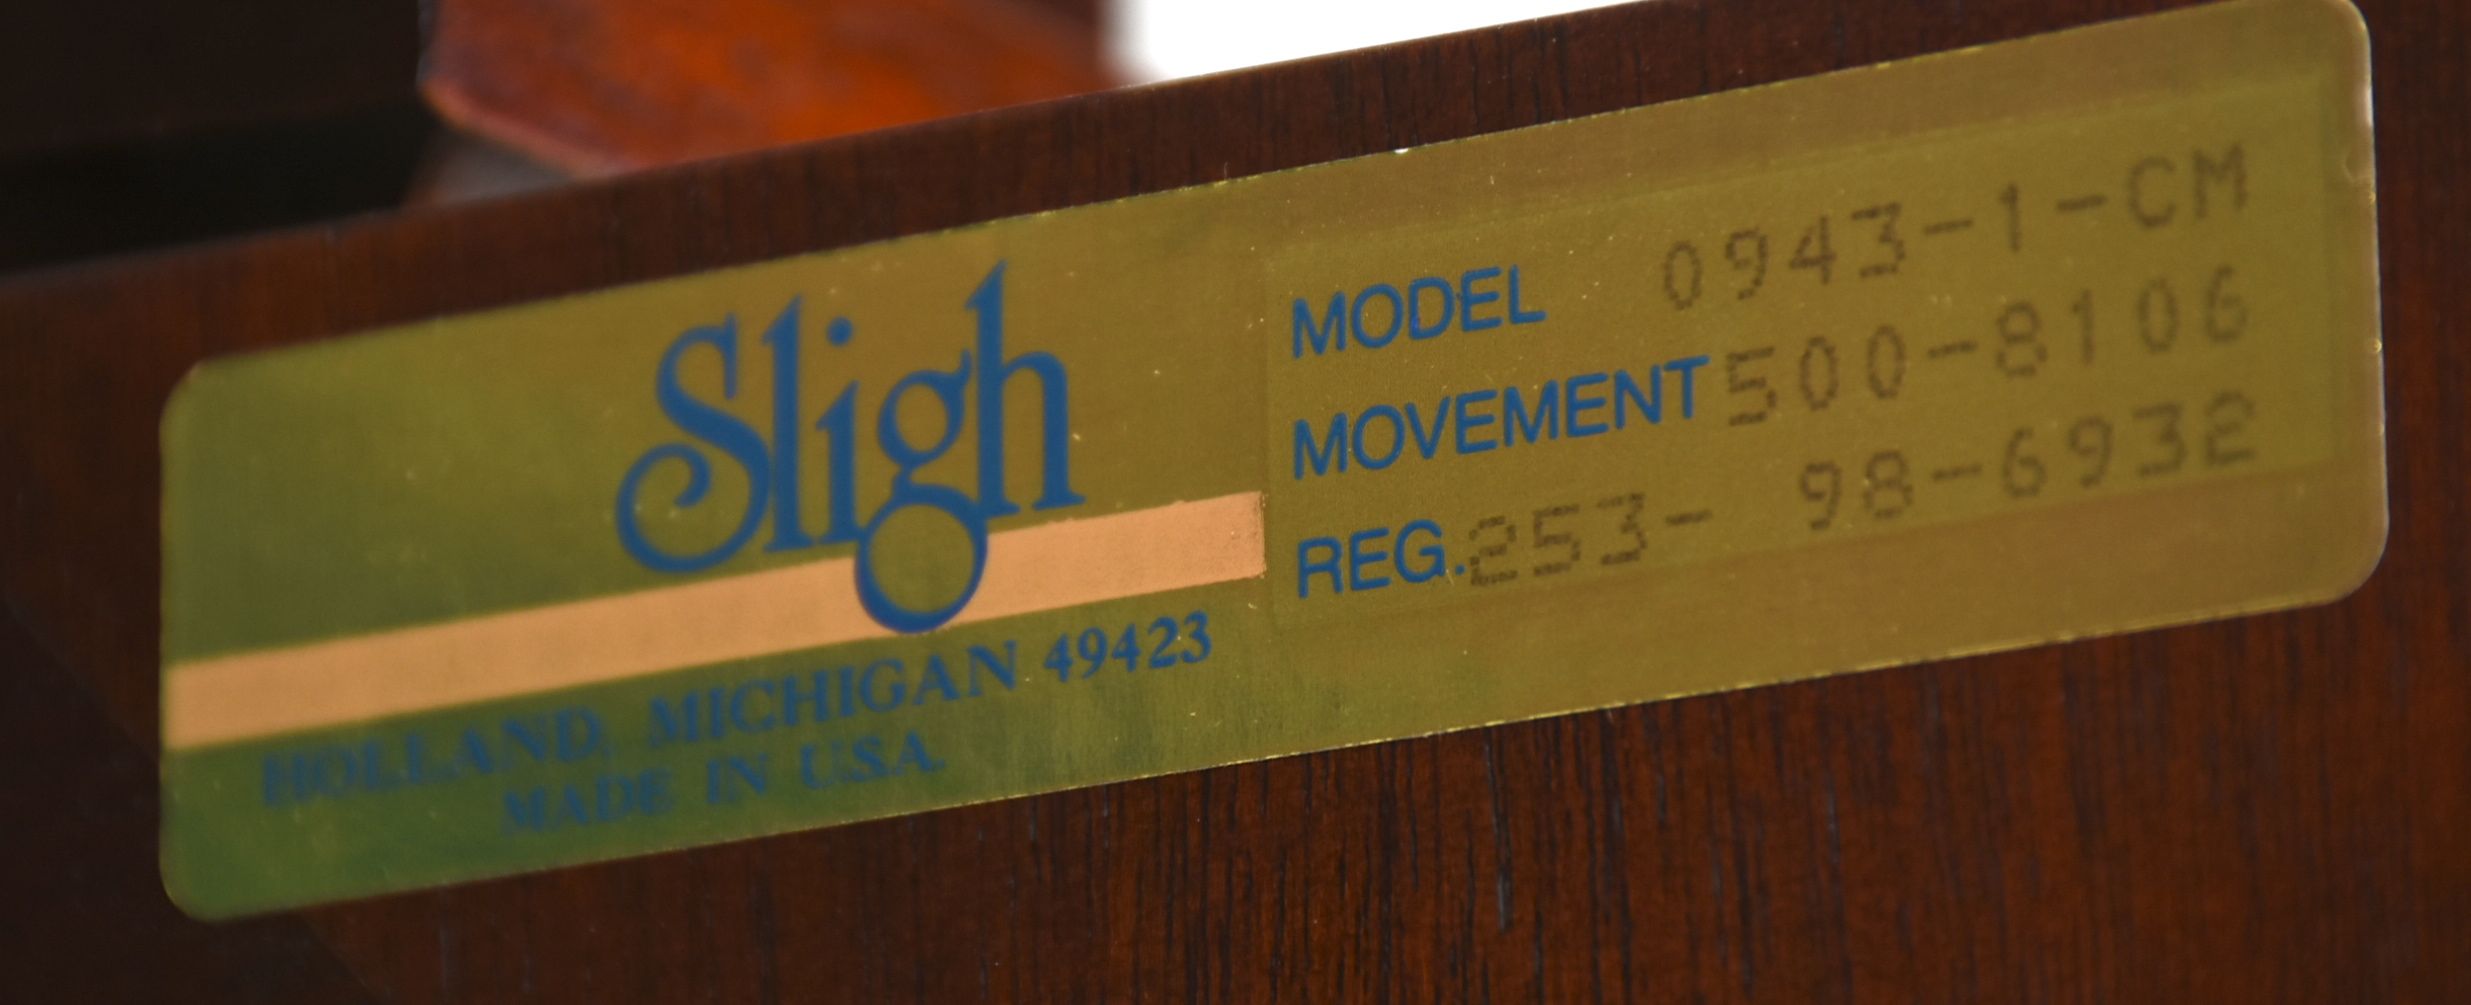 Sligh
HOLLAND, MICHIGAN 49423
MADE IN U.S.A.
MODEL 0943-1-CM
MOVEMENT 500-8106
REG. 253- 98-6932